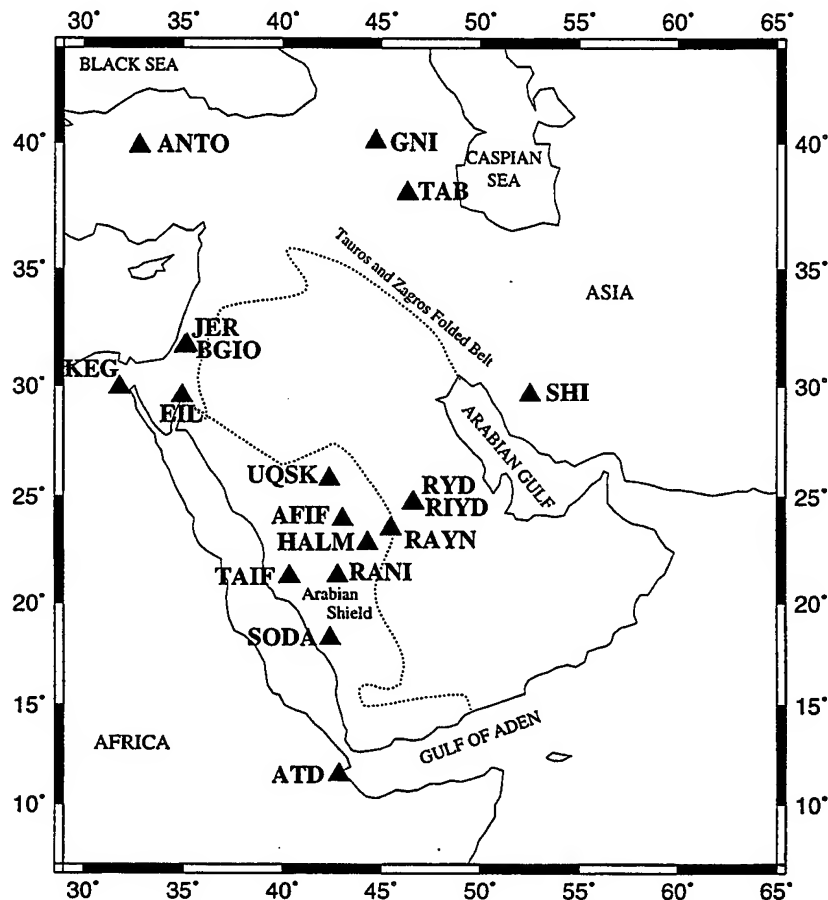 30° 35° 40° 45° 50° 55° 60° 65°
BLACK SEA
40° ANTO GNI CASPIAN SEA 40°
TAB
Tauros and Zagros Folded Belt
35° 35°
ASIA
JER
BGIO
KEG
30° 30°
EIL
SHI
ARABIAN GULF
UQSK
RYD
RIYD
25° 25°
AFIF
RAYN
HALM
TAIF
RANI
Arabian
Shield
20° 20°
SODA
15° 15°
GULF OF ADEN
AFRICA
ATD
10° 10°
30° 35° 40° 45° 50° 55° 60° 65°